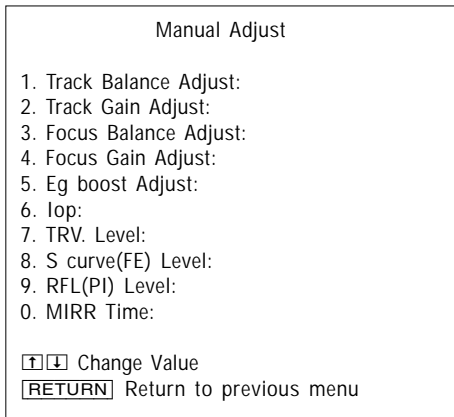 Manual Adjust
1. Track Balance Adjust:
2. Track Gain Adjust:
3. Focus Balance Adjust:
4. Focus Gain Adjust:
5. Eg boost Adjust:
6. Iop:
7. TRV. Level:
8. S curve(FE) Level:
9. RFL(PI) Level:
0. MIRR Time:
↑↓ Change Value
RETURN Return to previous menu